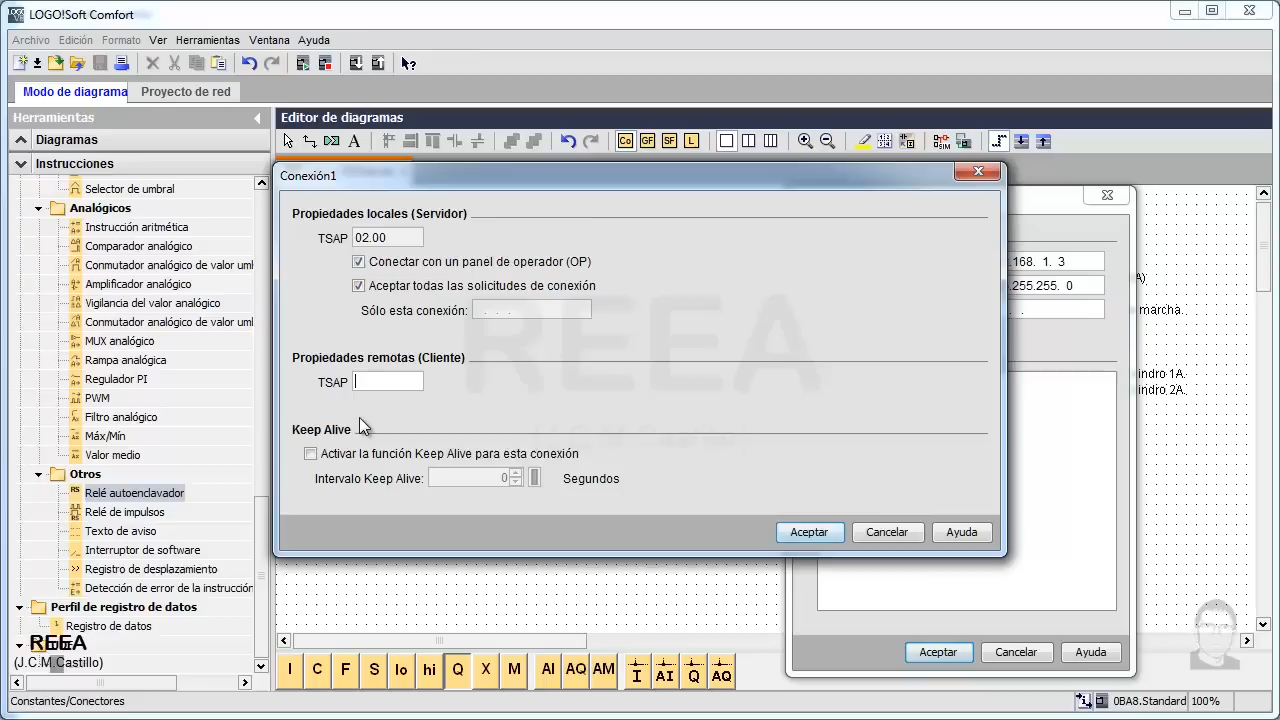 LOGO!Soft Comfort
Archivo Edición Formato Ver Herramientas Ventana Ayuda
Modo de diagrama Proyecto de red
Herramientas
Editor de diagramas
Diagramas
Instrucciones
Selector de umbral
Analógicos
Instrucción aritmética
Comparador analógico
Conmutador analógico de valor umb
Amplificador analógico
Vigilancia del valor analógico
Conmutador analógico de valor umb
MUX analógico
Rampa analógica
Regulador PI
PWM
Filtro analógico
Máx/Mín
Valor medio
Otros
Relé autoenclavador
Relé de impulsos
Texto de aviso
Interruptor de software
Registro de desplazamiento
Detección de error de la instrucción
Perfil de registro de datos
Registro de datos
REEA
(J.C.M.Castillo)
Co GF SF L
Conexión1
Propiedades locales (Servidor)
TSAP 02.00
Conectar con un panel de operador (OP)
Aceptar todas las solicitudes de conexión
Sólo esta conexión: . . .
REEA
Propiedades remotas (Cliente)
TSAP
Keep Alive
Activar la función Keep Alive para esta conexión
Intervalo Keep Alive: 0 Segundos
Aceptar Cancelar Ayuda
.168. 1. 3
.255.255. 0
. .
A)
marcha.
indro 1A.
indro 2A.
Aceptar Cancelar Ayuda
I C F S lo hi Q X M AI AQ AM I AI Q AQ
Constantes/Conectores
0BA8.Standard 100%